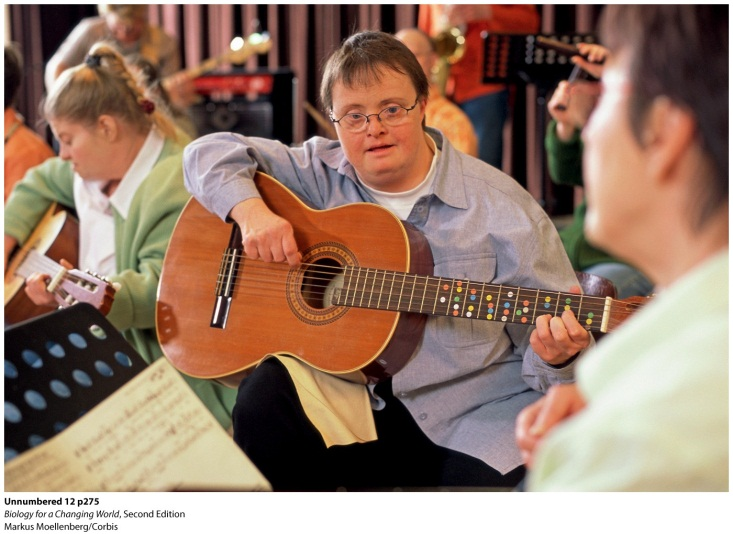 Unnumbered 12 p275
Biology for a Changing World, Second Edition
Markus Moellenberg/Corbis